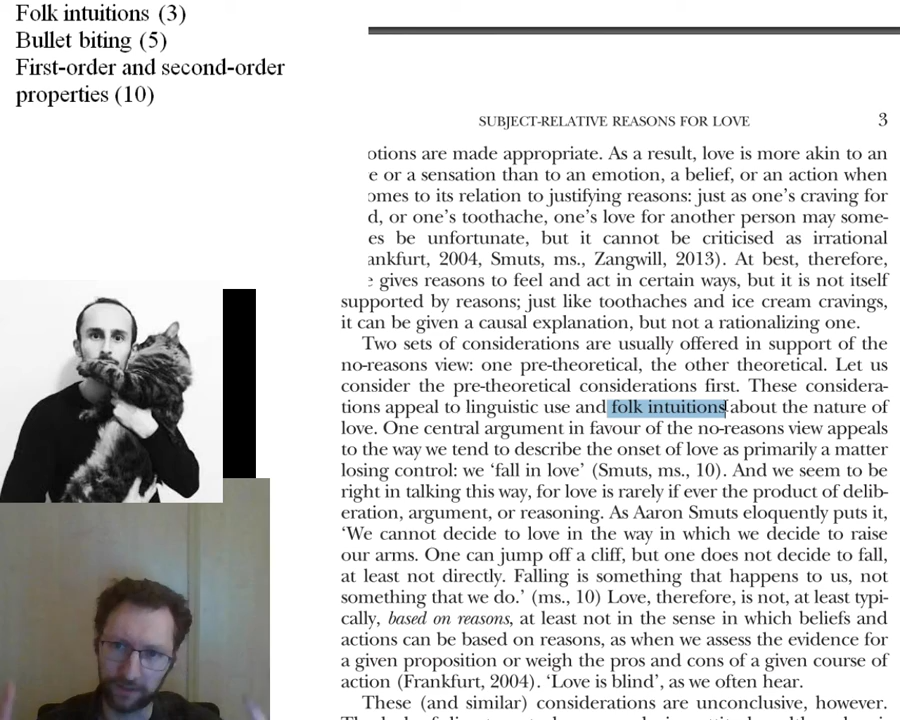 Folk intuitions (3)
Bullet biting (5)
First-order and second-order
properties (10)
SUBJECT-RELATIVE REASONS FOR LOVE 3
otions are made appropriate. As a result, love is more akin to an
e or a sensation than to an emotion, a belief, or an action when
omes to its relation to justifying reasons: just as one's craving for
d, or one's toothache, one's love for another person may some-
es be unfortunate, but it cannot be criticised as irrational
ankfurt, 2004, Smuts, ms., Zangwill, 2013). At best, therefore,
e gives reasons to feel and act in certain ways, but it is not itself
supported by reasons; just like toothaches and ice cream cravings,
it can be given a causal explanation, but not a rationalizing one.
Two sets of considerations are usually offered in support of the
no-reasons view: one pre-theoretical, the other theoretical. Let us
consider the pre-theoretical considerations first. These considera-
tions appeal to linguistic use and folk intuitions about the nature of
love. One central argument in favour of the no-reasons view appeals
to the way we tend to describe the onset of love as primarily a matter
losing control: we 'fall in love' (Smuts, ms., 10). And we seem to be
right in talking this way, for love is rarely if ever the product of delib-
eration, argument, or reasoning. As Aaron Smuts eloquently puts it,
'We cannot decide to love in the way in which we decide to raise
our arms. One can jump off a cliff, but one does not decide to fall,
at least not directly. Falling is something that happens to us, not
something that we do.' (ms., 10) Love, therefore, is not, at least typi-
cally, based on reasons, at least not in the sense in which beliefs and
actions can be based on reasons, as when we assess the evidence for
a given proposition or weigh the pros and cons of a given course of
action (Frankfurt, 2004). 'Love is blind', as we often hear.
These (and similar) considerations are unconclusive, however.